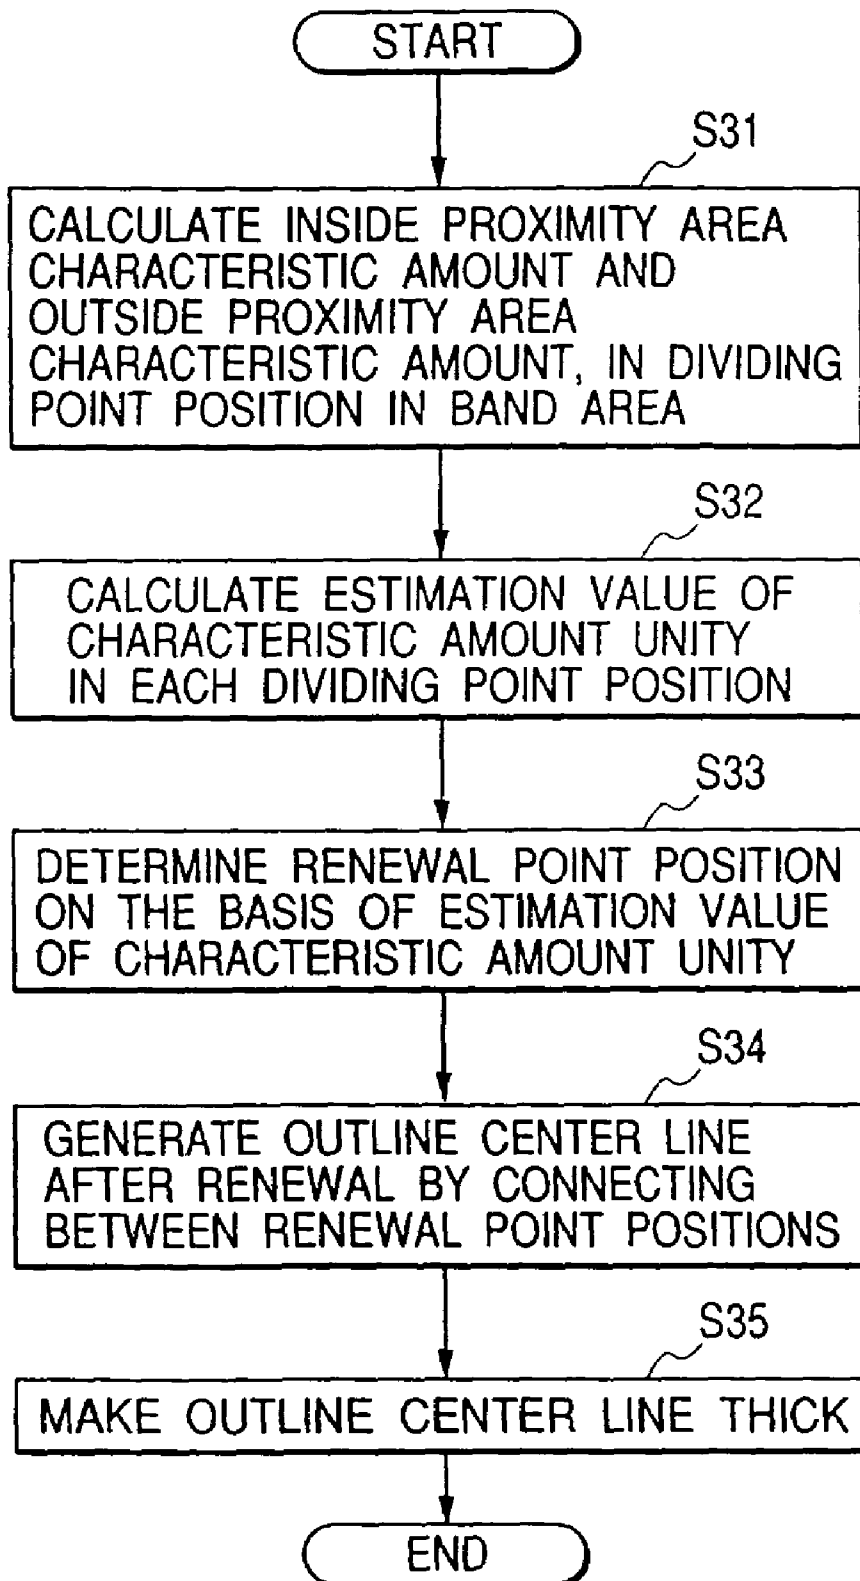 START
S31
CALCULATE INSIDE PROXIMITY AREA
CHARACTERISTIC AMOUNT AND
OUTSIDE PROXIMITY AREA
CHARACTERISTIC AMOUNT, IN DIVIDING
POINT POSITION IN BAND AREA
S32
CALCULATE ESTIMATION VALUE OF
CHARACTERISTIC AMOUNT UNITY
IN EACH DIVIDING POINT POSITION
S33
DETERMINE RENEWAL POINT POSITION
ON THE BASIS OF ESTIMATION VALUE
OF CHARACTERISTIC AMOUNT UNITY
S34
GENERATE OUTLINE CENTER LINE
AFTER RENEWAL BY CONNECTING
BETWEEN RENEWAL POINT POSITIONS
S35
MAKE OUTLINE CENTER LINE THICK
END